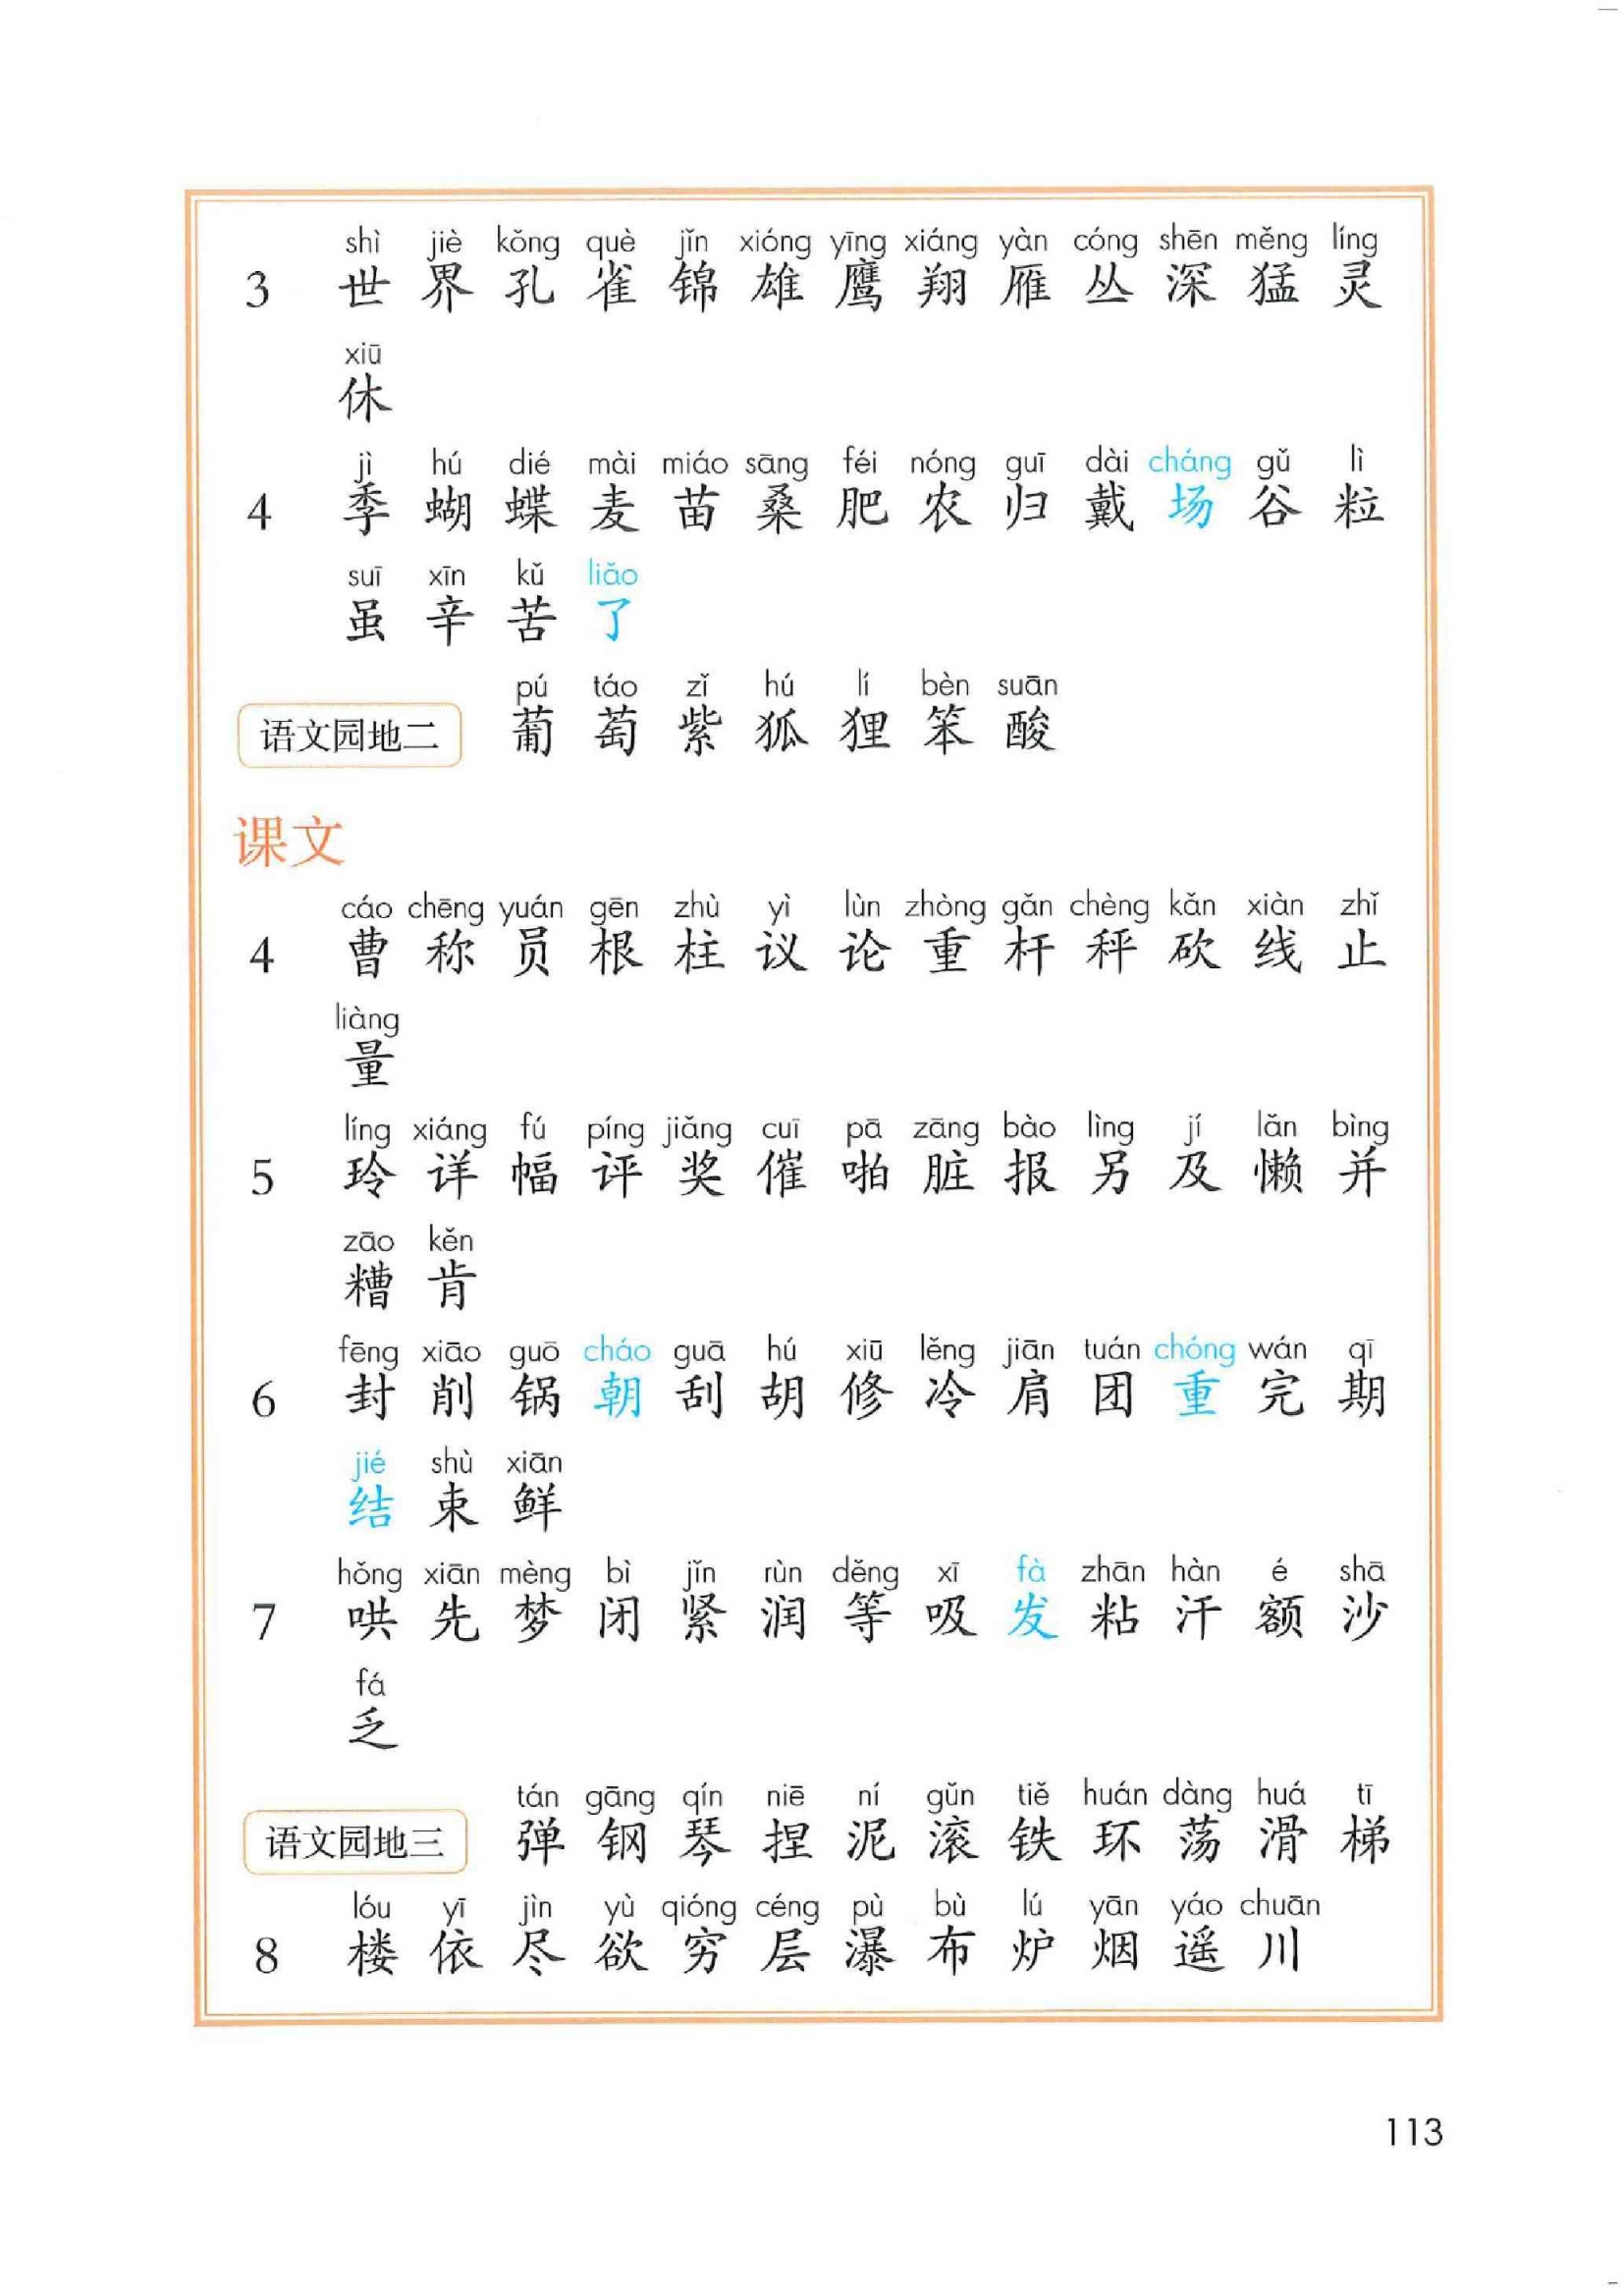 shì jiè kǒng què jǐn xióng yīng xiáng yàn cóng shēn měng líng
3 世 界 孔 雀 锦 雄 鹰 翔 雁 丛 深 猛 灵
xiū
休
jì hú dié mài miáo sāng féi nóng guī dài cháng gǔ lì
4 季 蝴 蝶 麦 苗 桑 肥 农 归 戴 场 谷 粒
suī xīn kǔ liǎo
虽 辛 苦 了
pú táo zǐ hú lí bèn suān
语文园地二 葡 萄 紫 狐 狸 笨 酸
课文
cáo chēng yuán gēn zhù yì lùn zhòng gǎn chèng kǎn xiàn zhǐ
4 曹 称 员 根 柱 议 论 重 杆 秤 砍 线 止
liàng
量
líng xiáng fú píng jiǎng cuī pā zāng bào lìng jí lǎn bìng
5 玲 详 幅 评 奖 催 啪 脏 报 另 及 懒 并
zāo kěn
糟 肯
fēng xiāo guō cháo guā hú xiū lěng jiān tuán chóng wán qī
6 封 削 锅 朝 刮 胡 修 冷 肩 团 重 完 期
jié shù xiān
结 束 鲜
hǒng xiān mèng bì jǐn rùn děng xī fà zhān hàn é shā
7 哄 先 梦 闭 紧 润 等 吸 发 粘 汗 额 沙
fá
乏
tán gāng qín niē ní gǔn tiě huán dàng huá tī
语文园地三 弹 钢 琴 捏 泥 滚 铁 环 荡 滑 梯
lóu yī jìn yù qióng céng pù bù lú yān yáo chuān
8 楼 依 尽 欲 穷 层 瀑 布 炉 烟 遥 川
113